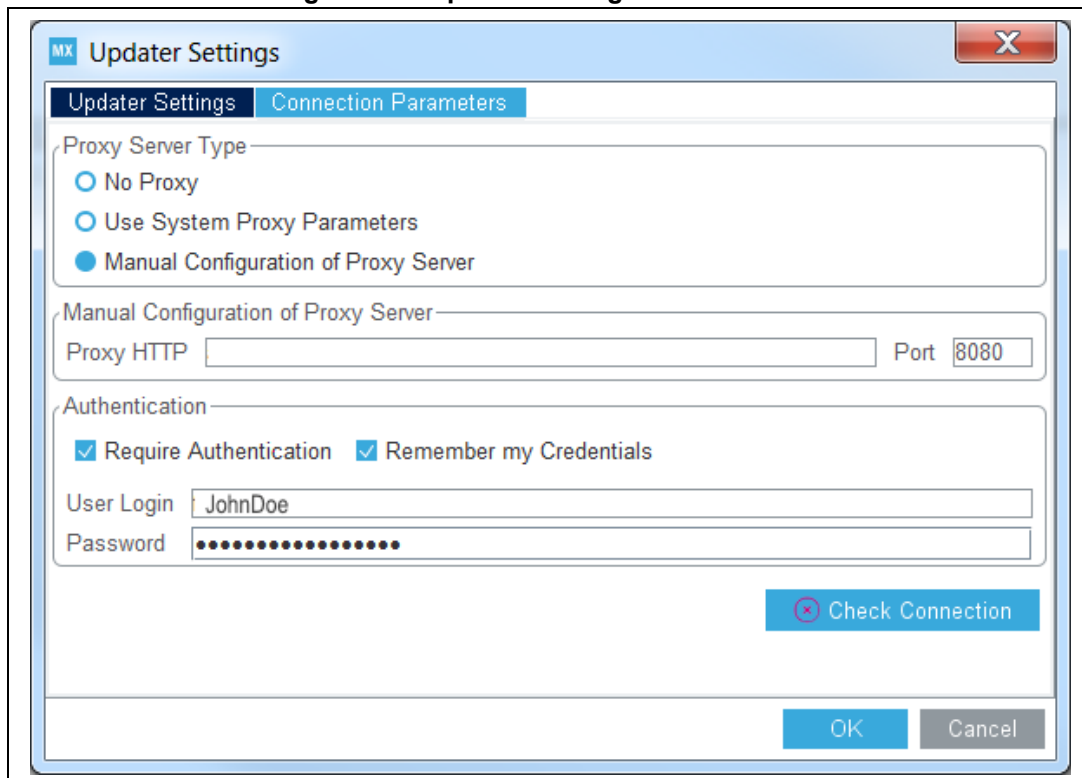 MX Updater Settings
X
Updater Settings Connection Parameters
Proxy Server Type
No Proxy
Use System Proxy Parameters
Manual Configuration of Proxy Server
Manual Configuration of Proxy Server
Proxy HTTP Port 8080
Authentication
Require Authentication Remember my Credentials
User Login JohnDoe
Password •••••••••••••••••
Check Connection
OK Cancel